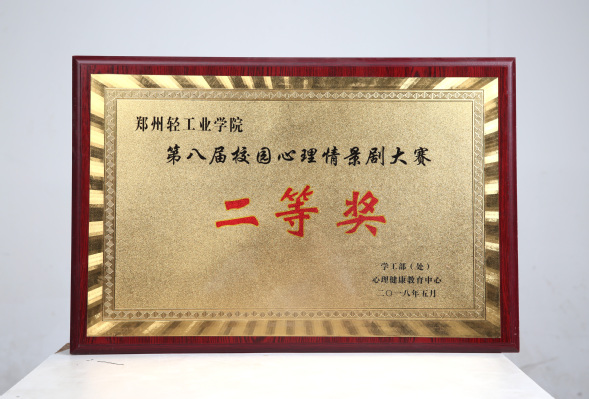 郑州轻工业学院
第八届校园心理情景剧大赛
二等奖
学工部（处）
心理健康教育中心
二〇一八年五月